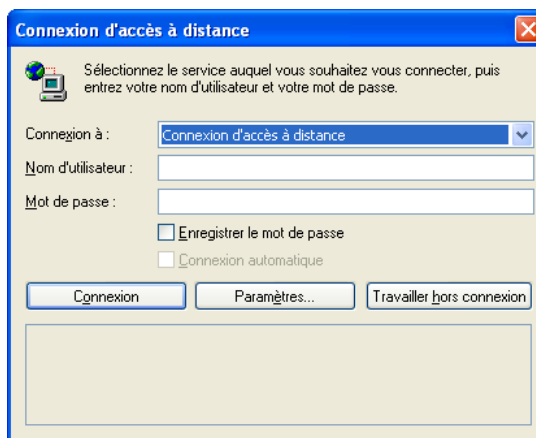 Connexion d'accès à distance
Sélectionnez le service auquel vous souhaitez vous connecter, puis
entrez votre nom d'utilisateur et votre mot de passe.
Connexion à :
Connexion d'accès à distance
Nom d'utilisateur :
Mot de passe :
Enregistrer le mot de passe
Connexion automatique
Connexion
Paramètres...
Travailler hors connexion